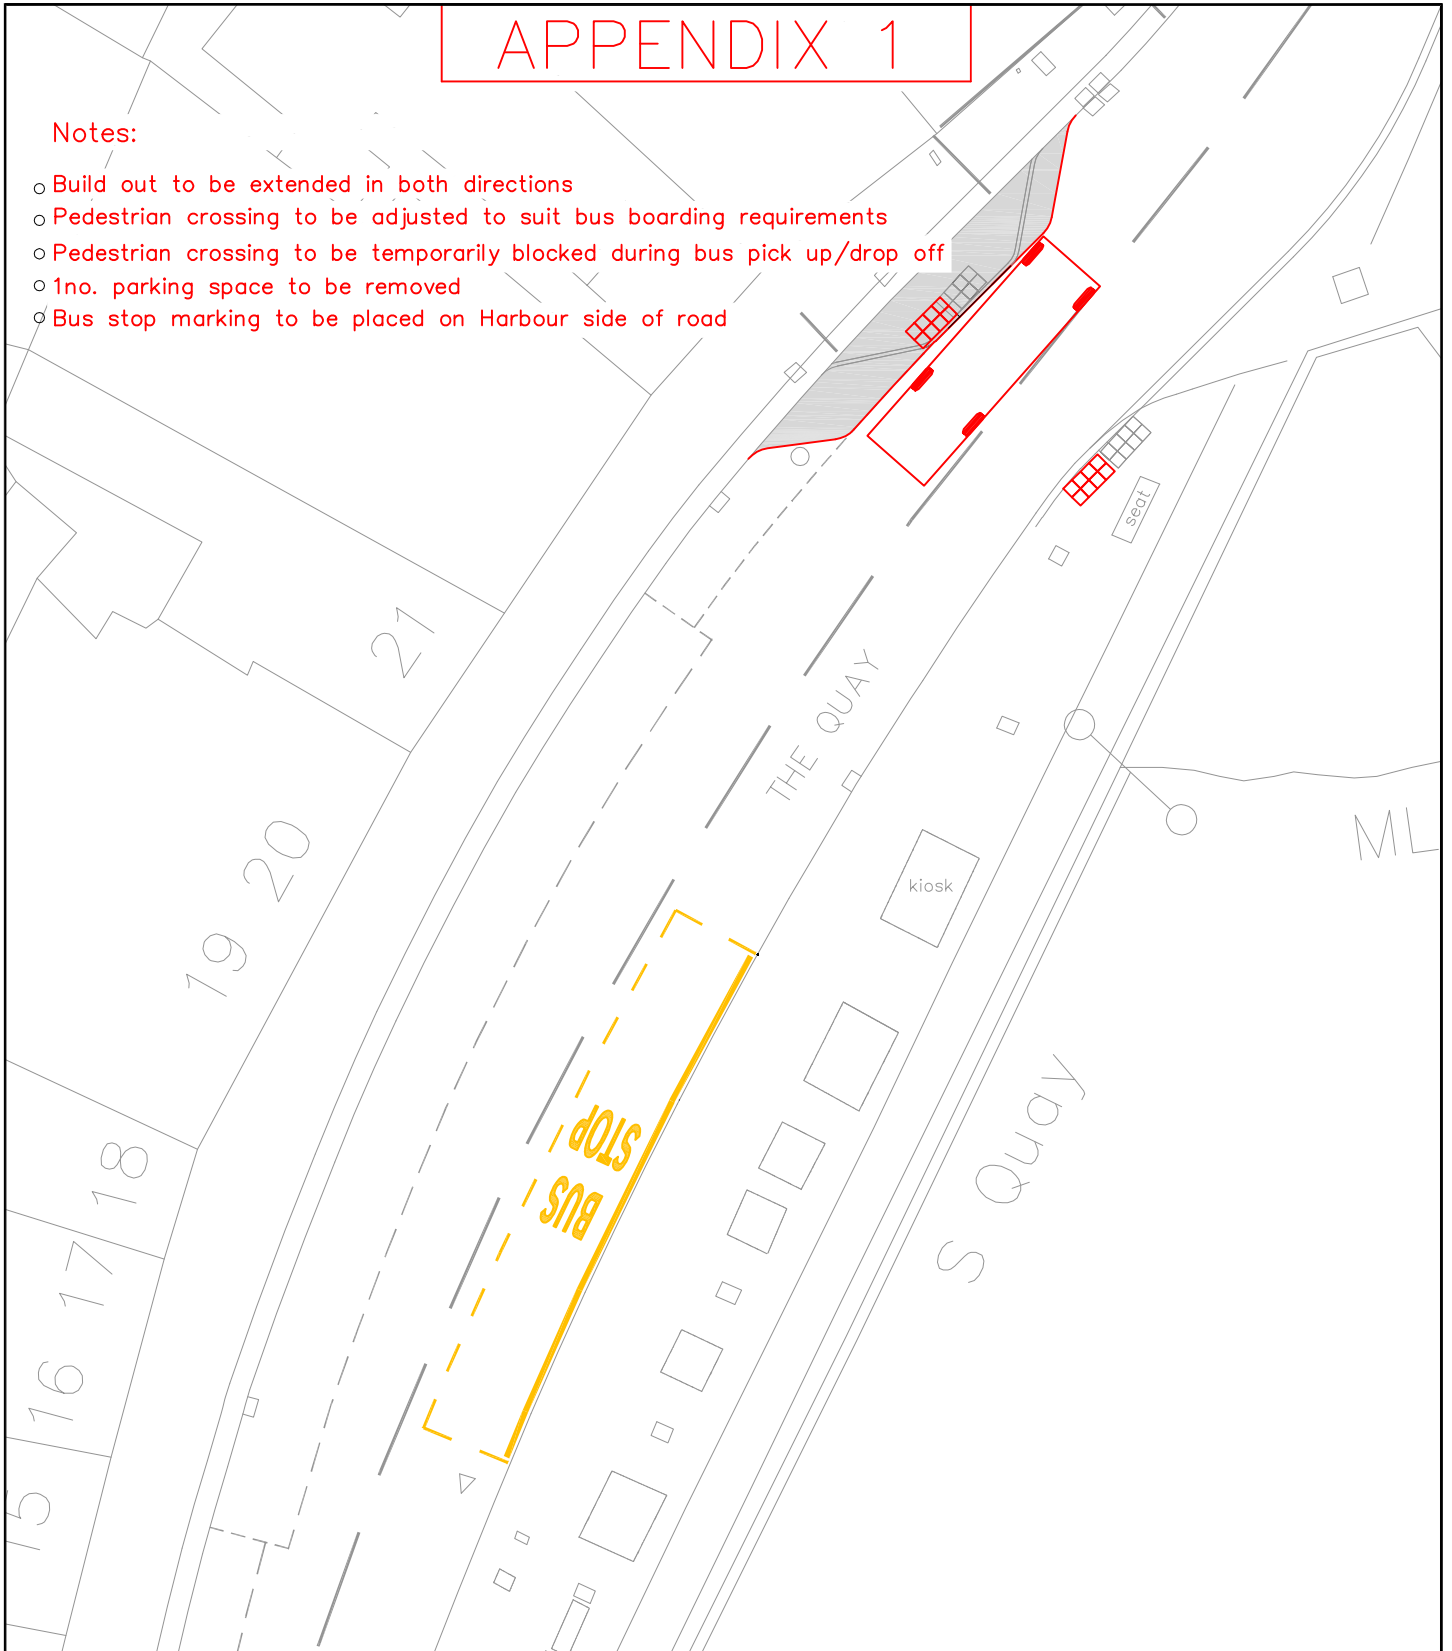 APPENDIX 1
Notes:
Build out to be extended in both directions
Pedestrian crossing to be adjusted to suit bus boarding requirements
Pedestrian crossing to be temporarily blocked during bus pick up/drop off
1no. parking space to be removed
Bus stop marking to be placed on Harbour side of road
seat
21
THE QUAY
ML
kiosk
20
19
STOP
BUS
S Quay
18
17
16
15